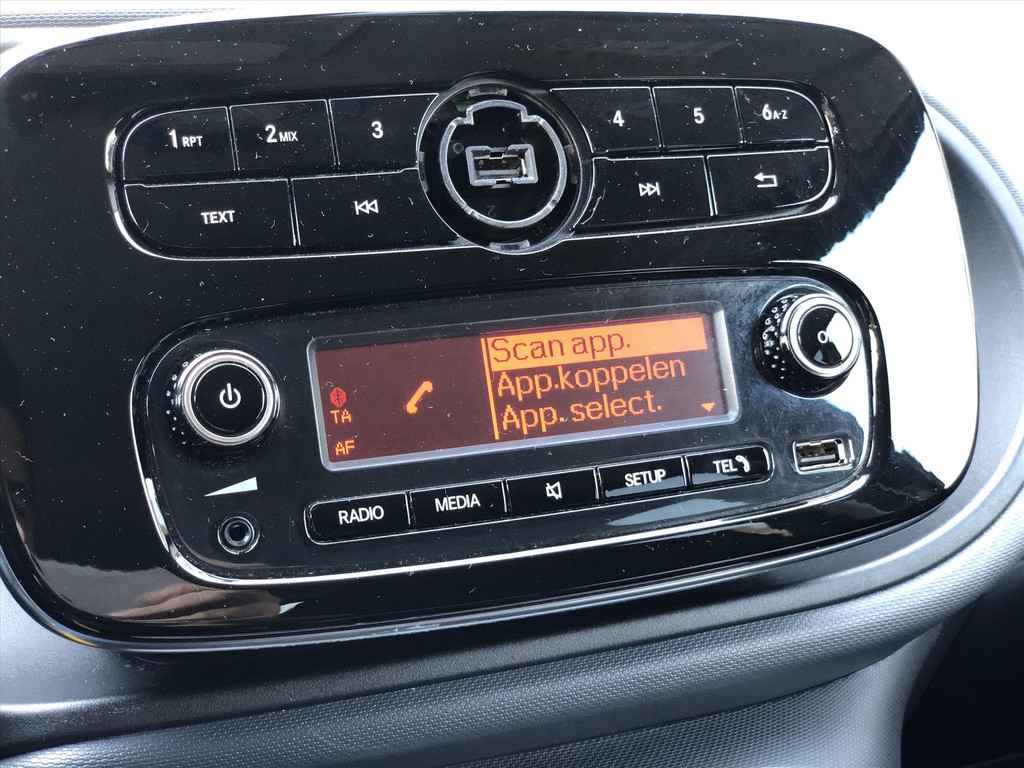 1 RPT
2 MIX
3
4
5
6 A-Z
TEXT
Scan app.
App.koppelen
App. select.
TA
AF
RADIO
MEDIA
SETUP
TEL